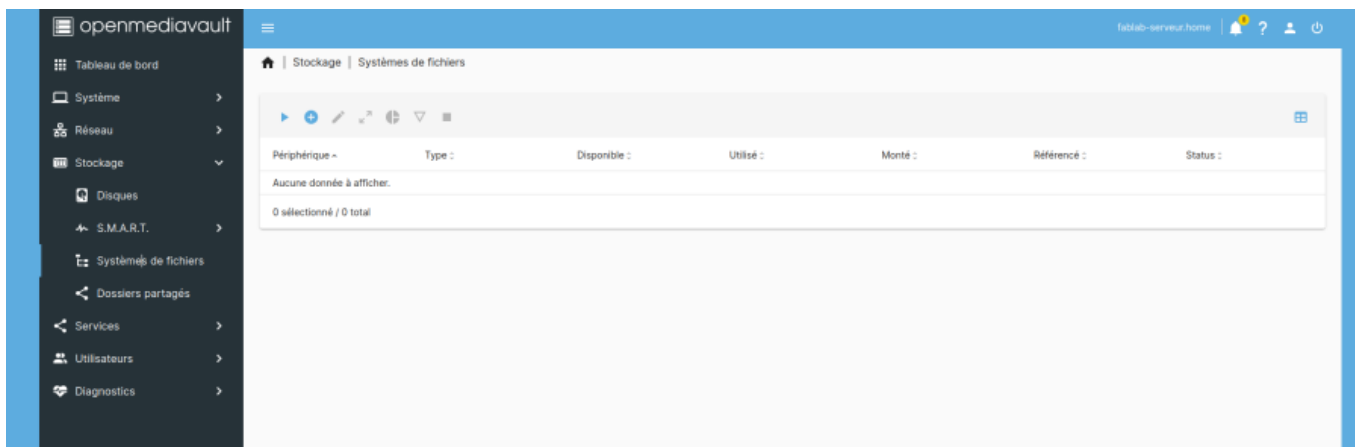 openmediavault
fablab-serveur.home
Tableau de bord
Stockage | Systèmes de fichiers
Système
Réseau
Périphérique
Type
Disponible
Utilisé
Monté
Référencé
Status
Stockage
Aucune donnée à afficher.
Disques
0 sélectionné / 0 total
S.M.A.R.T.
Systèmes de fichiers
Dossiers partagés
Services
Utilisateurs
Diagnostics